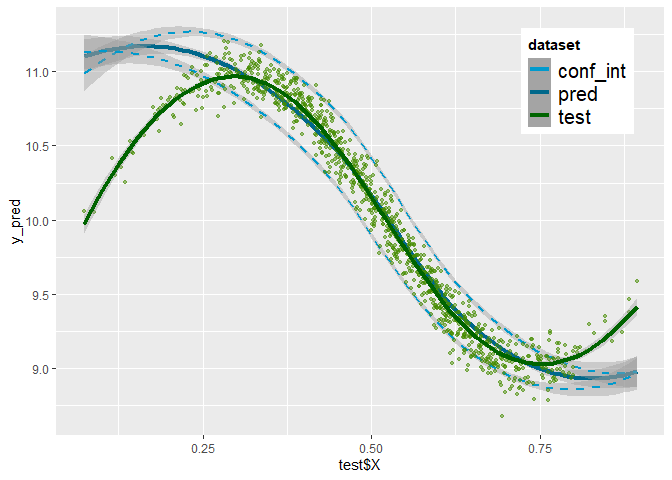 dataset
conf_int
pred
test
y_pred
11.0
10.5
10.0
9.5
9.0
0.25
0.50
0.75
test$X